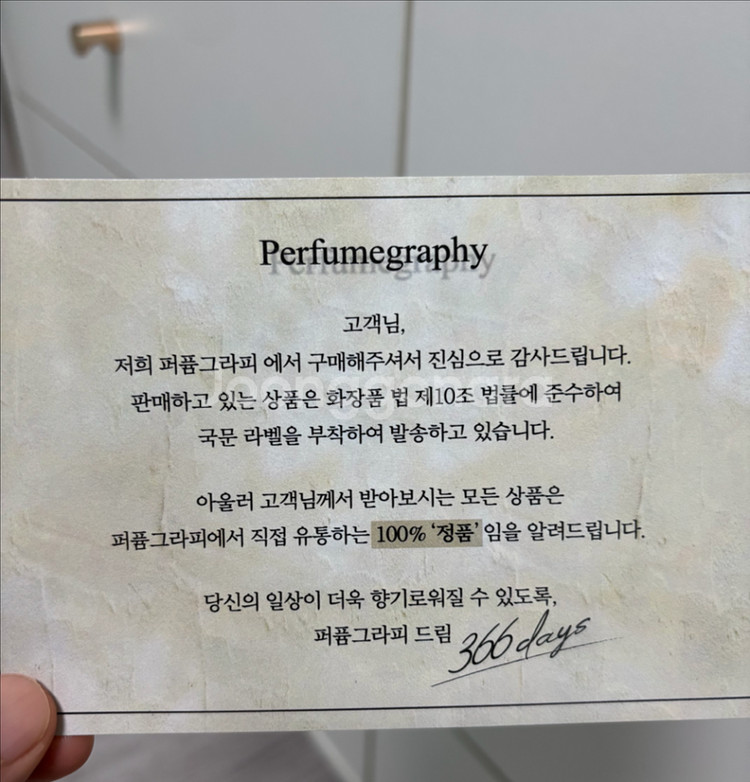 Perfumegraphy
고객님,
저희 퍼퓸그라피 에서 구매해주셔서 진심으로 감사드립니다.
판매하고 있는 상품은 화장품 법 제10조 법률에 준수하여
국문 라벨을 부착하여 발송하고 있습니다.
아울러 고객님께서 받아보시는 모든 상품은
퍼퓸그라피에서 직접 유통하는 100% ‘정품’ 임을 알려드립니다.
당신의 일상이 더욱 향기로워질 수 있도록,
퍼퓸그라피 드림 366 days